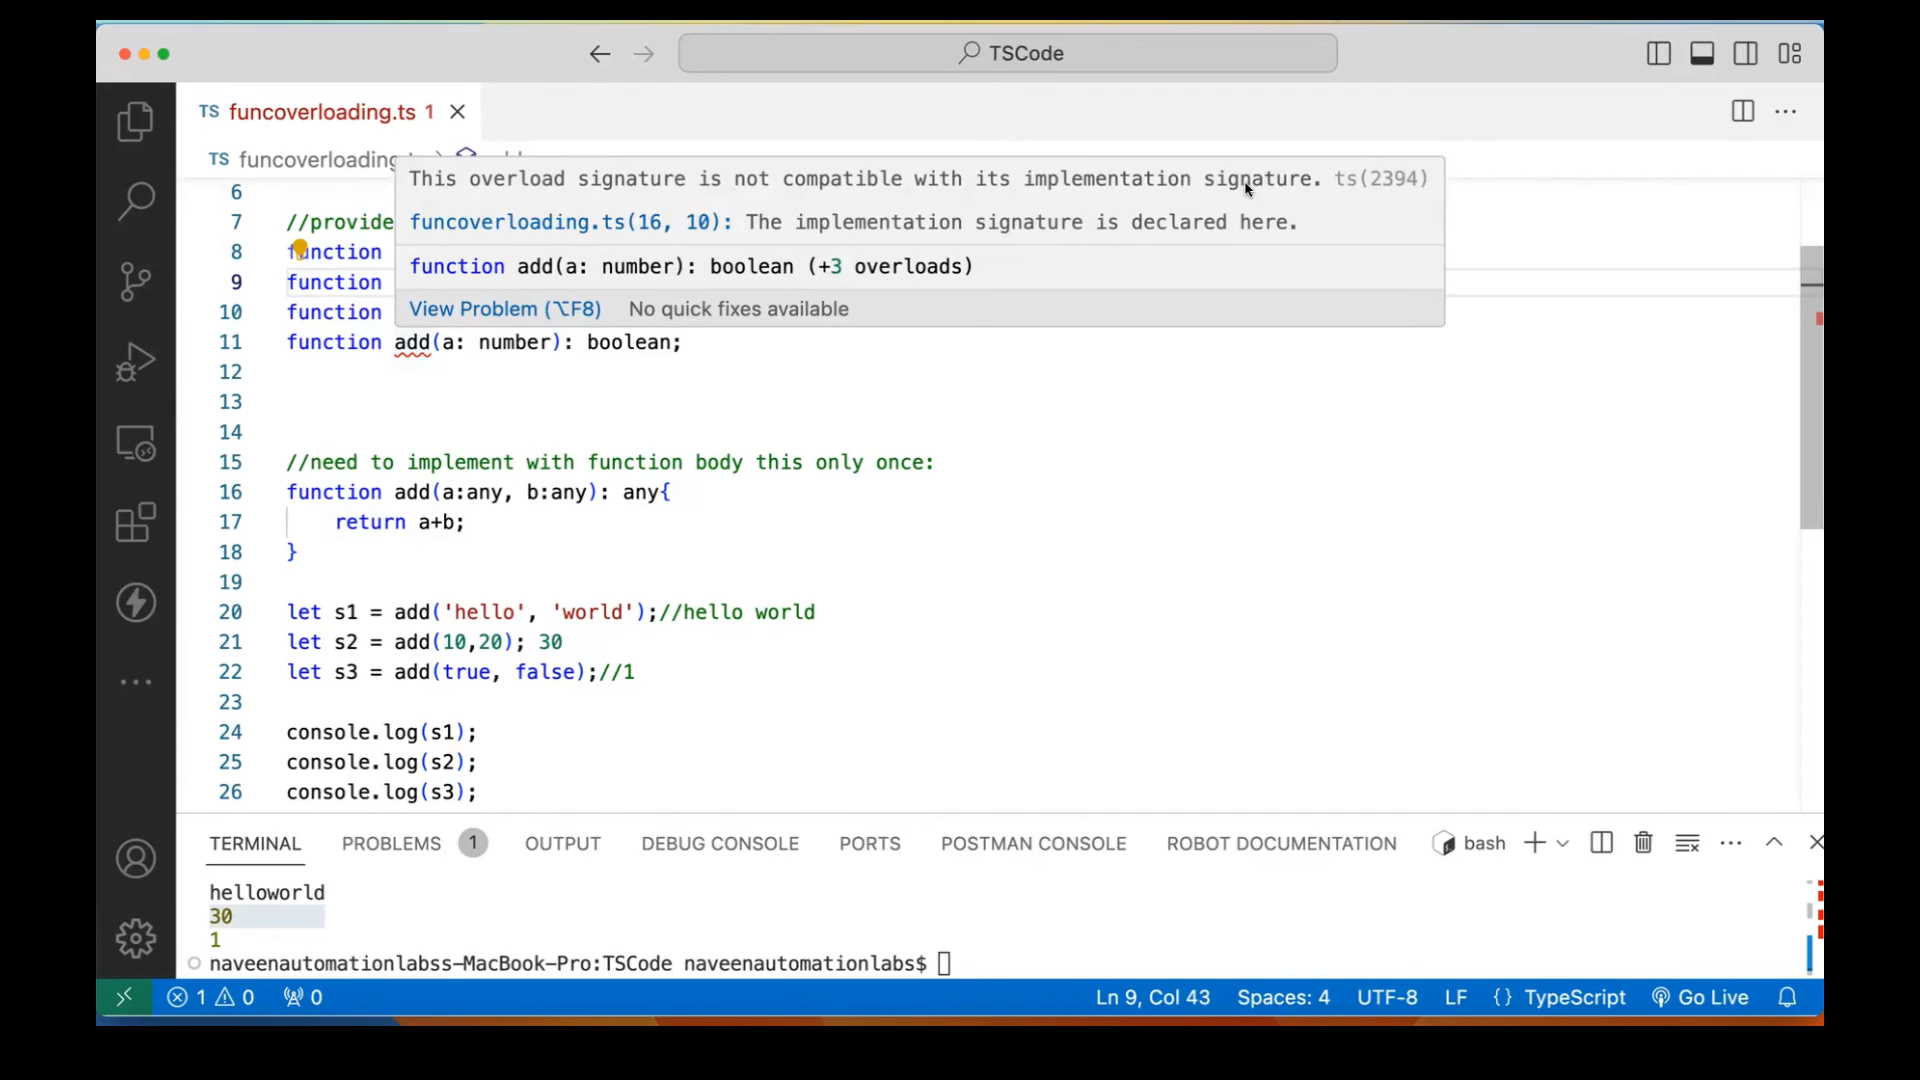 TSCode
TS funcoverloading.ts 1
TS funcoverloading
This overload signature is not compatible with its implementation signature. ts(2394)
funcoverloading.ts(16, 10): The implementation signature is declared here.
function add(a: number): boolean (+3 overloads)
View Problem (⌥F8) No quick fixes available
6
7 //provide
8 function
9 function
10 function
11 function add(a: number): boolean;
12
13
14
15 //need to implement with function body this only once:
16 function add(a:any, b:any): any{
17 return a+b;
18 }
19
20 let s1 = add('hello', 'world');//hello world
21 let s2 = add(10,20); 30
22 let s3 = add(true, false);//1
23
24 console.log(s1);
25 console.log(s2);
26 console.log(s3);
TERMINAL PROBLEMS 1 OUTPUT DEBUG CONSOLE PORTS POSTMAN CONSOLE ROBOT DOCUMENTATION bash
helloworld
30
1
naveenautomationlabss-MacBook-Pro:TSCode naveenautomationlabs$
1 0 0 Ln 9, Col 43 Spaces: 4 UTF-8 LF {} TypeScript Go Live